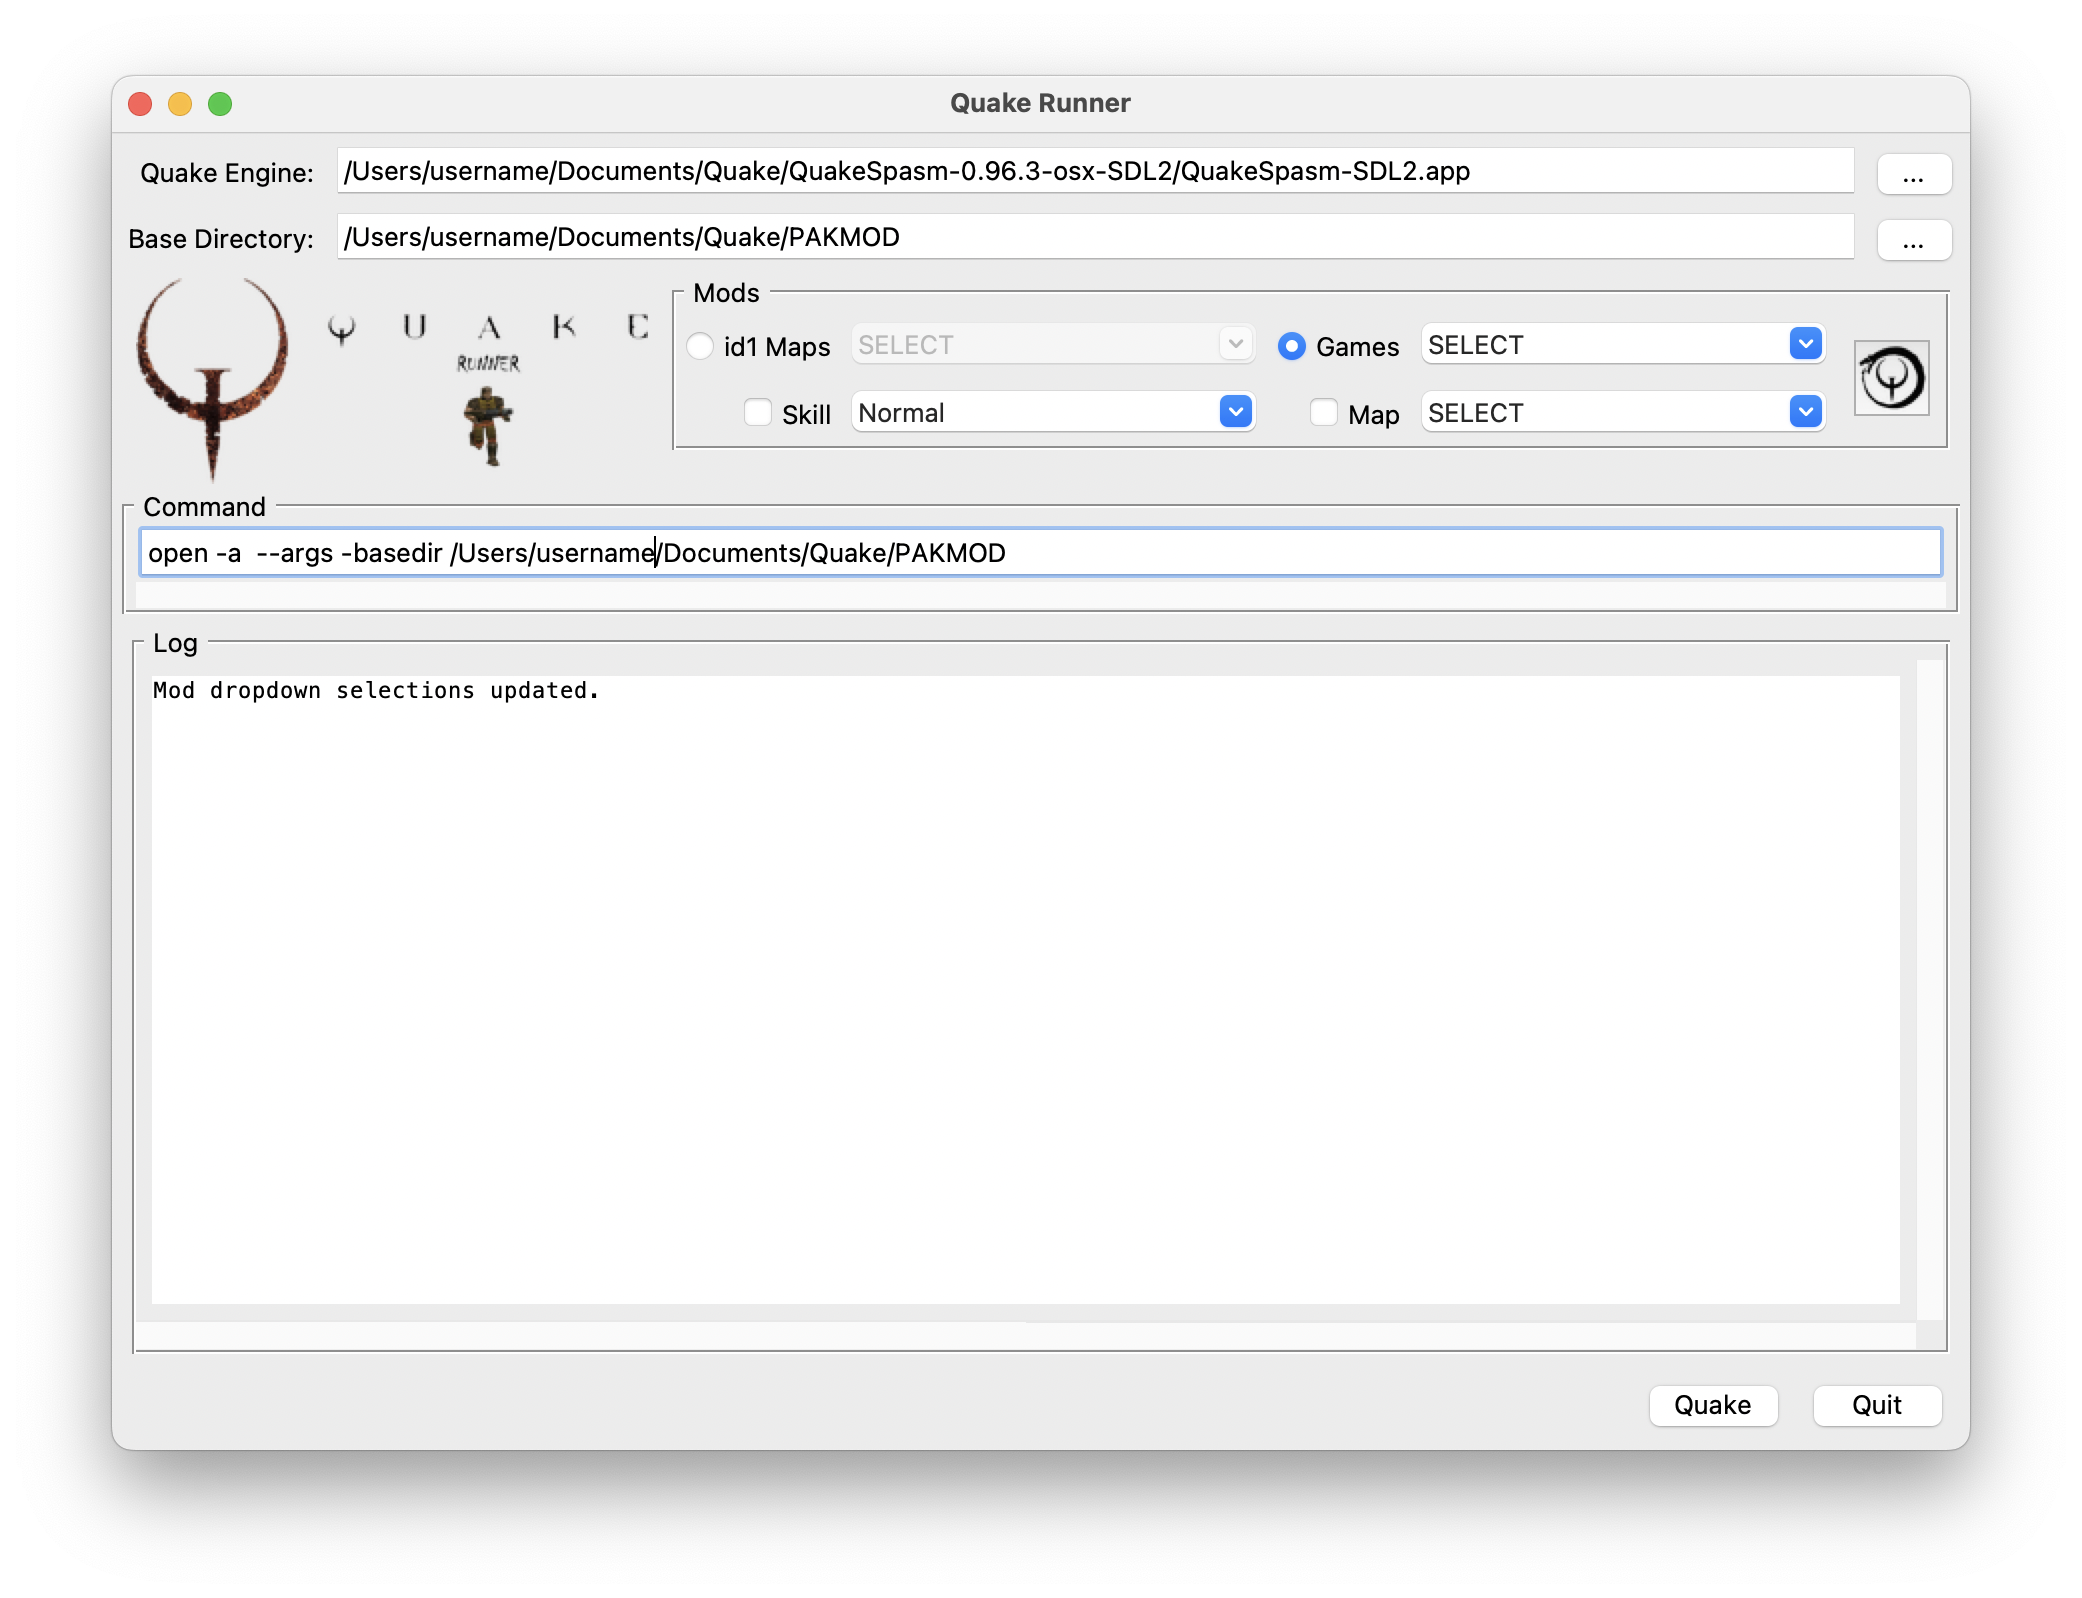 Quake Runner
Quake Engine: /Users/username/Documents/Quake/QuakeSpasm-0.96.3-osx-SDL2/QuakeSpasm-SDL2.app ...
Base Directory: /Users/username/Documents/Quake/PAKMOD ...
QUAKE
RUNNER
Mods
id1 Maps SELECT Games SELECT
Skill Normal Map SELECT
Command
open -a  --args -basedir /Users/username/Documents/Quake/PAKMOD
Log
Mod dropdown selections updated.
Quake Quit